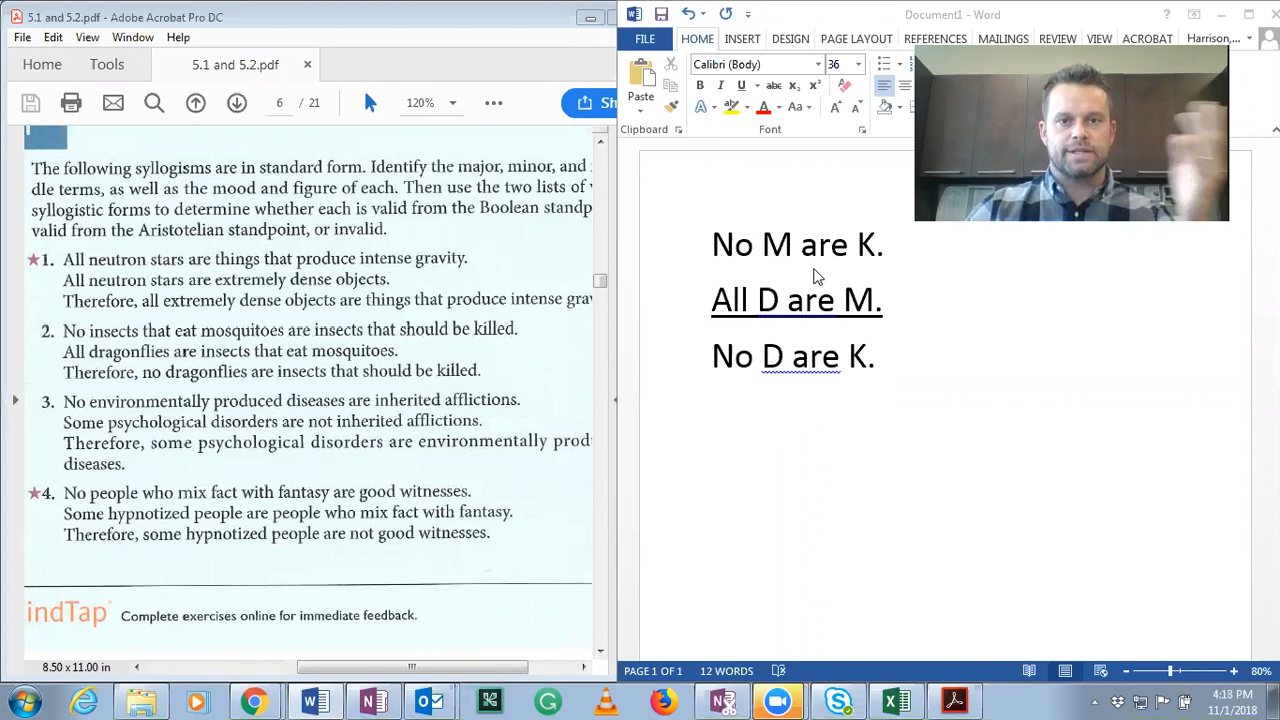 5.1 and 5.2.pdf - Adobe Acrobat Pro DC
File Edit View Window Help
Home Tools 5.1 and 5.2.pdf ×
6 / 21 120% Sh
The following syllogisms are in standard form. Identify the major, minor, and
dle terms, as well as the mood and figure of each. Then use the two lists of
syllogistic forms to determine whether each is valid from the Boolean standp
valid from the Aristotelian standpoint, or invalid.
★1. All neutron stars are things that produce intense gravity.
All neutron stars are extremely dense objects.
Therefore, all extremely dense objects are things that produce intense gra
2. No insects that eat mosquitoes are insects that should be killed.
All dragonflies are insects that eat mosquitoes.
Therefore, no dragonflies are insects that should be killed.
3. No environmentally produced diseases are inherited afflictions.
Some psychological disorders are not inherited afflictions.
Therefore, some psychological disorders are environmentally prod
diseases.
★4. No people who mix fact with fantasy are good witnesses.
Some hypnotized people are people who mix fact with fantasy.
Therefore, some hypnotized people are not good witnesses.
indTap Complete exercises online for immediate feedback.
8.50 x 11.00 in
Document1 - Word
FILE HOME INSERT DESIGN PAGE LAYOUT REFERENCES MAILINGS REVIEW VIEW ACROBAT Harrison,...
Calibri (Body) 36
Paste B I U abc x₂ x²
A Aa A A
Clipboard Font
No M are K.
All D are M.
No D are K.
PAGE 1 OF 1 12 WORDS 80%
4:18 PM
11/1/2018